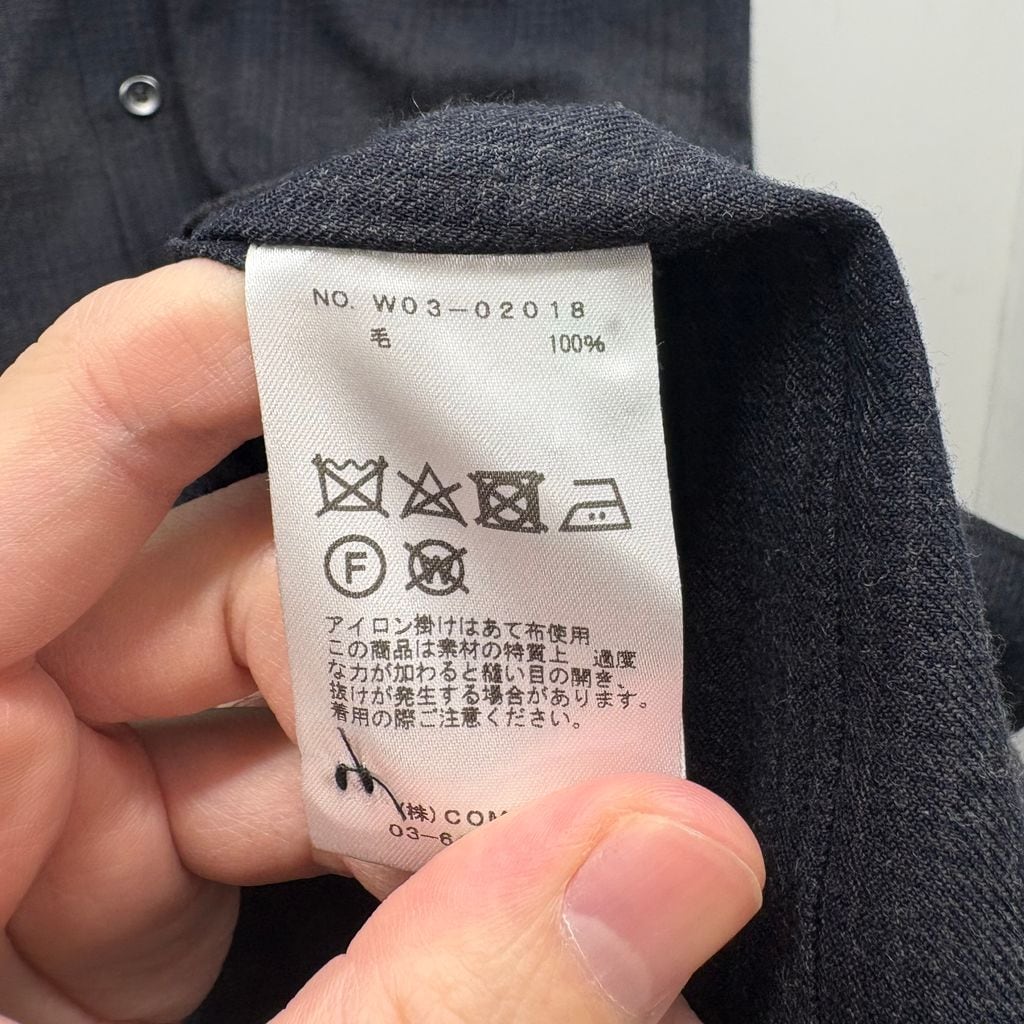 NO. W03-02018
毛 100%
F
W
アイロン掛けはあて布使用
この商品は素材の特質上、過度
な力が加わると縫い目の開き、
抜けが発生する場合があります。
着用の際ご注意ください。
(株)COM
03-6